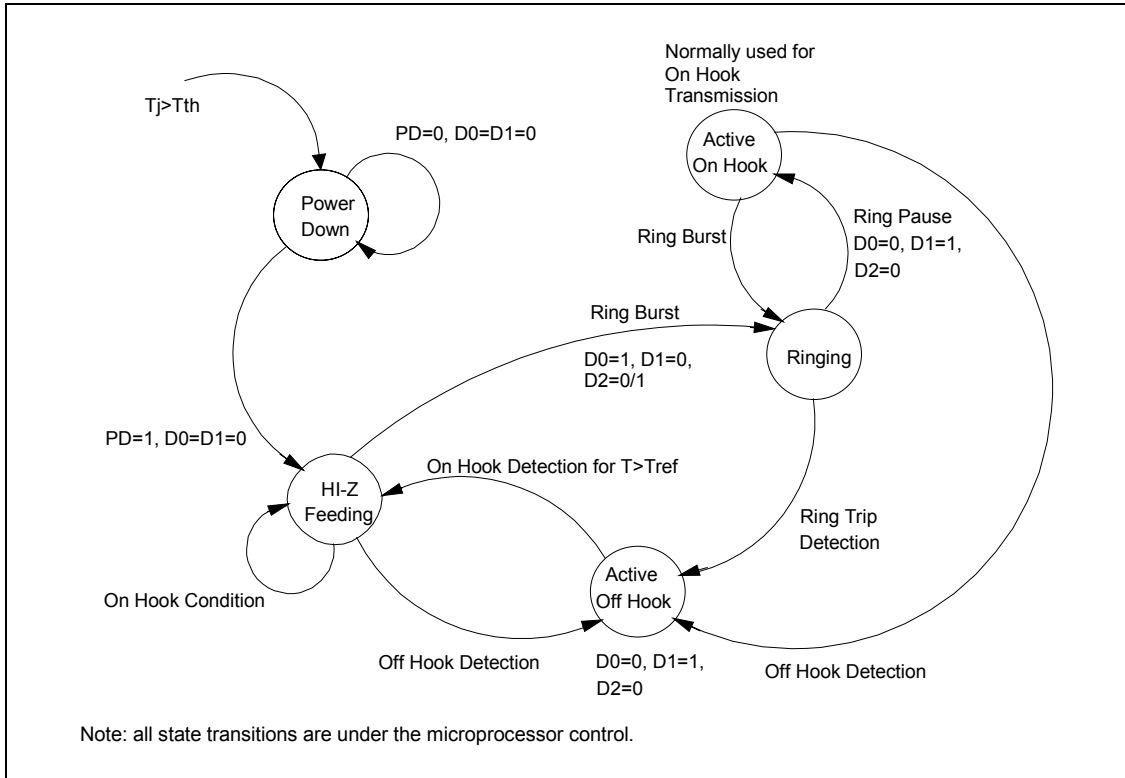 Normally used for
On Hook
Transmission
Tj>Tth
PD=0, D0=D1=0
Active
On Hook
Power
Down
Ring Pause
D0=0, D1=1,
D2=0
Ring Burst
Ring Burst
D0=1, D1=0,
D2=0/1
Ringing
PD=1, D0=D1=0
On Hook Detection for T>Tref
HI-Z
Feeding
Ring Trip
Detection
Active
Off Hook
On Hook Condition
Off Hook Detection
D0=0, D1=1,
D2=0
Off Hook Detection
Note: all state transitions are under the microprocessor control.